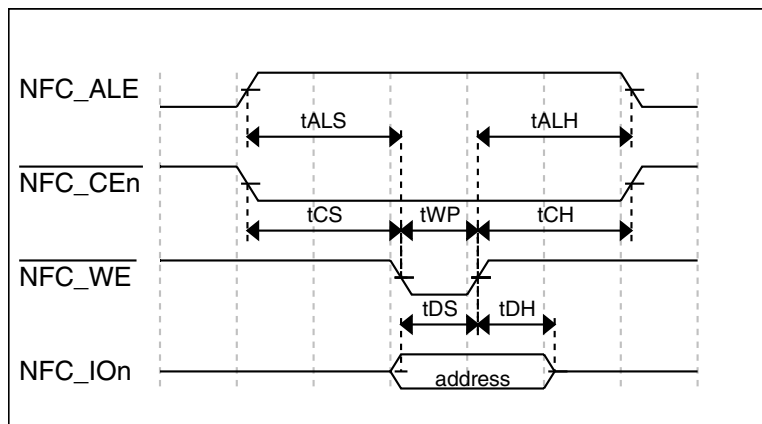 NFC_ALE
tALS tALH
NFC_CEn
tCS tWP tCH
NFC_WE
tDS tDH
NFC_IOn address